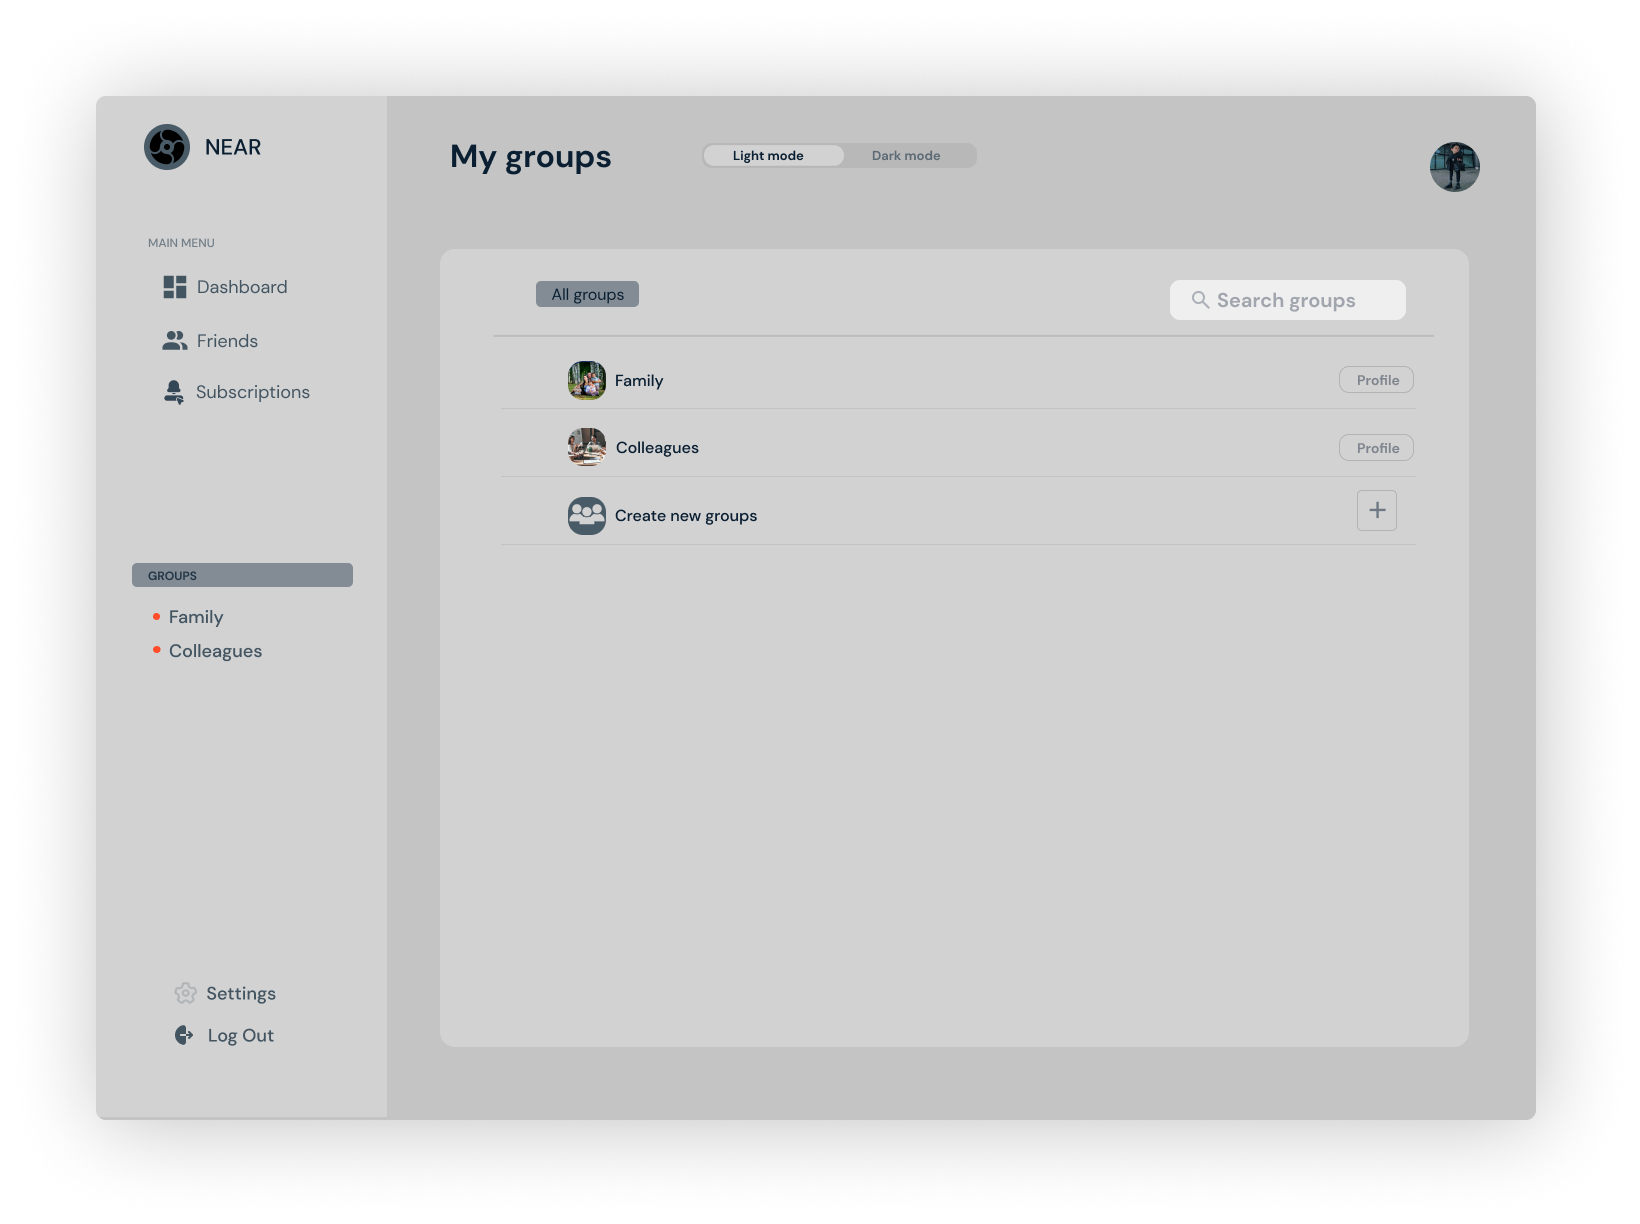 NEAR
MAIN MENU
Dashboard
Friends
Subscriptions
GROUPS
Family
Colleagues
Settings
Log Out
My groups
Light mode
Dark mode
All groups
Search groups
Family
Profile
Colleagues
Profile
Create new groups